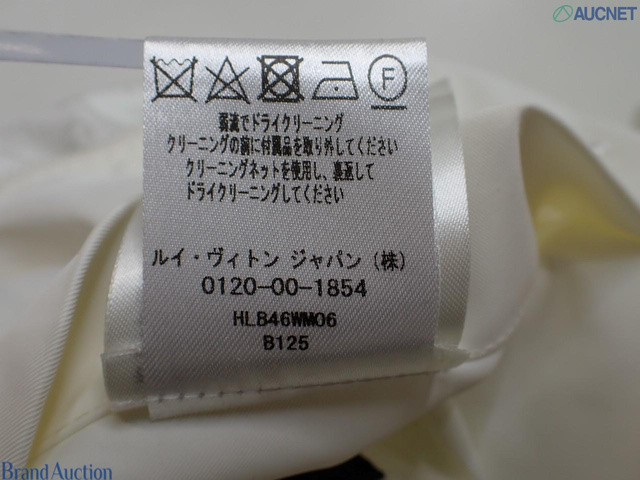 AUCNET
F
弱流でドライクリーニング
クリーニングの前に付属品を取り外してください
クリーニングネットを使用し、裏返して
ドライクリーニングしてください
ルイ・ヴィトン ジャパン (株)
0120-00-1854
HLB46WM06
B125
Brand Auction